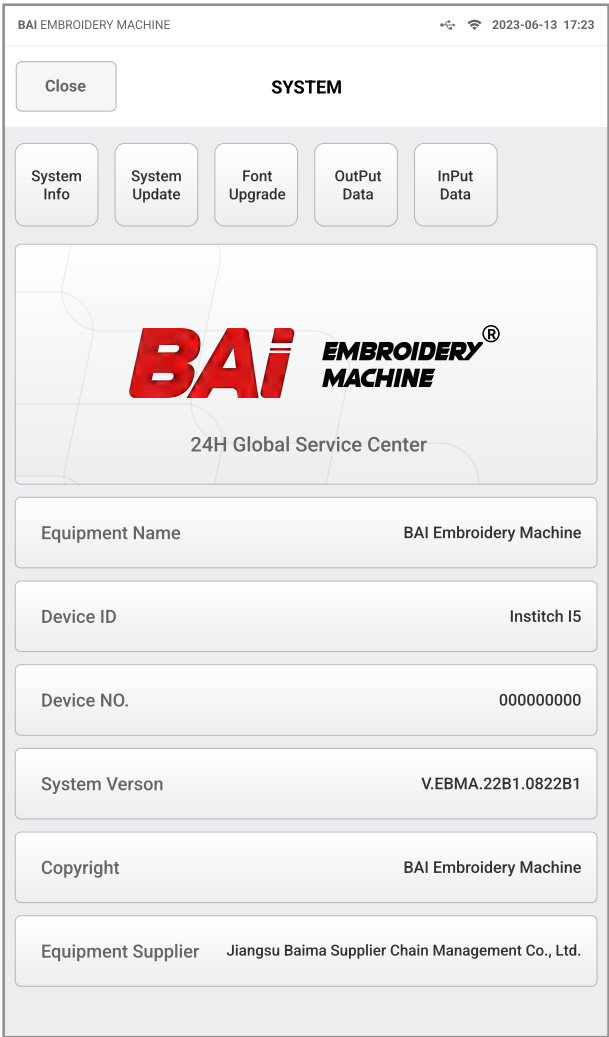 BAI EMBROIDERY MACHINE 2023-06-13 17:23
Close
SYSTEM
System
Info
System
Update
Font
Upgrade
OutPut
Data
InPut
Data
BAi EMBROIDERY®
MACHINE
24H Global Service Center
Equipment Name BAI Embroidery Machine
Device ID Institch I5
Device NO. 000000000
System Verson V.EBMA.22B1.0822B1
Copyright BAI Embroidery Machine
Equipment Supplier Jiangsu Baima Supplier Chain Management Co., Ltd.